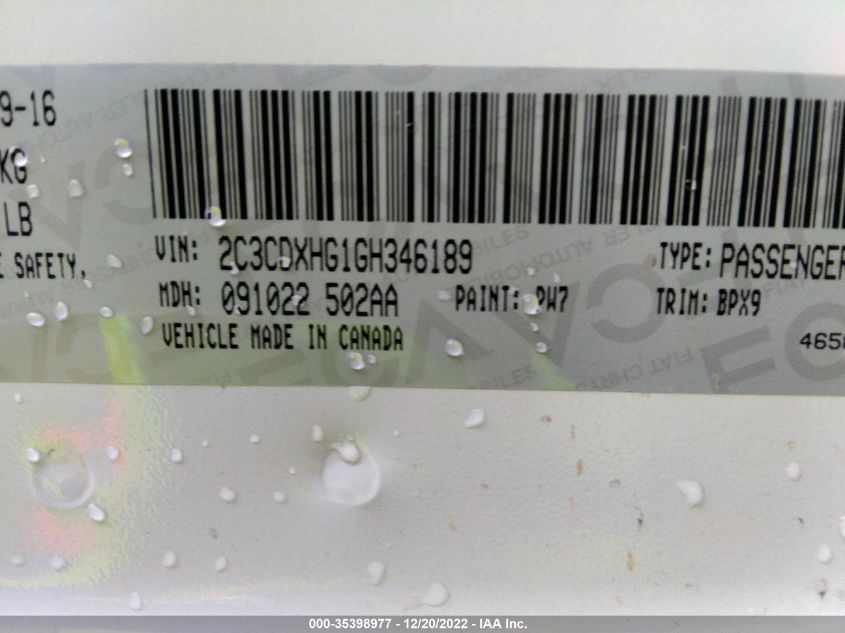 9-16
KG
LB
E SAFETY,
VIN: 2C3CDXHG1GH346189 TYPE: PASSENGER
MDH: 091022 502AA PAINT: PW7 TRIM: BPX9
VEHICLE MADE IN CANADA 465
000-35398977 - 12/20/2022 - IAA Inc.